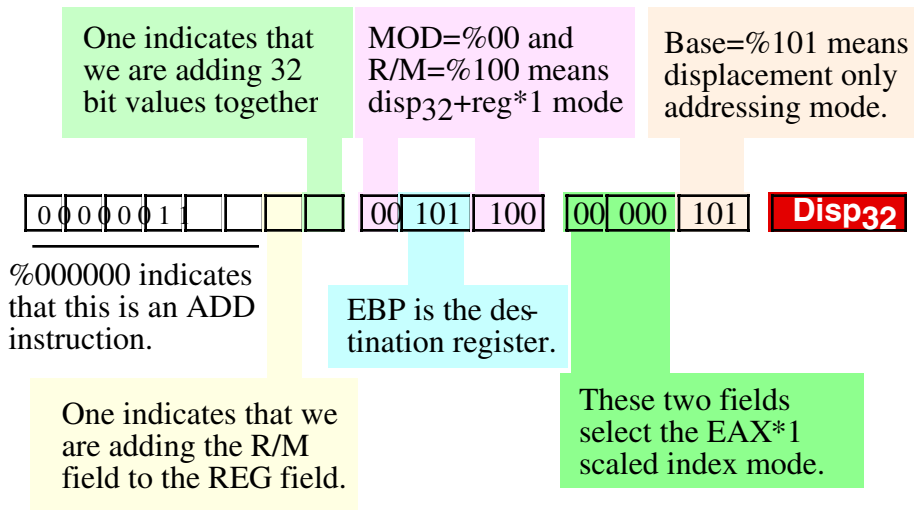 One indicates that
we are adding 32
bit values together
MOD=%00 and
R/M=%100 means
disp32+reg*1 mode
Base=%101 means
displacement only
addressing mode.
0 0 0 0 0 0 1 1 00 101 100 00 000 101 Disp32
%000000 indicates
that this is an ADD
instruction.
EBP is the des-
tination register.
One indicates that we
are adding the R/M
field to the REG field.
These two fields
select the EAX*1
scaled index mode.